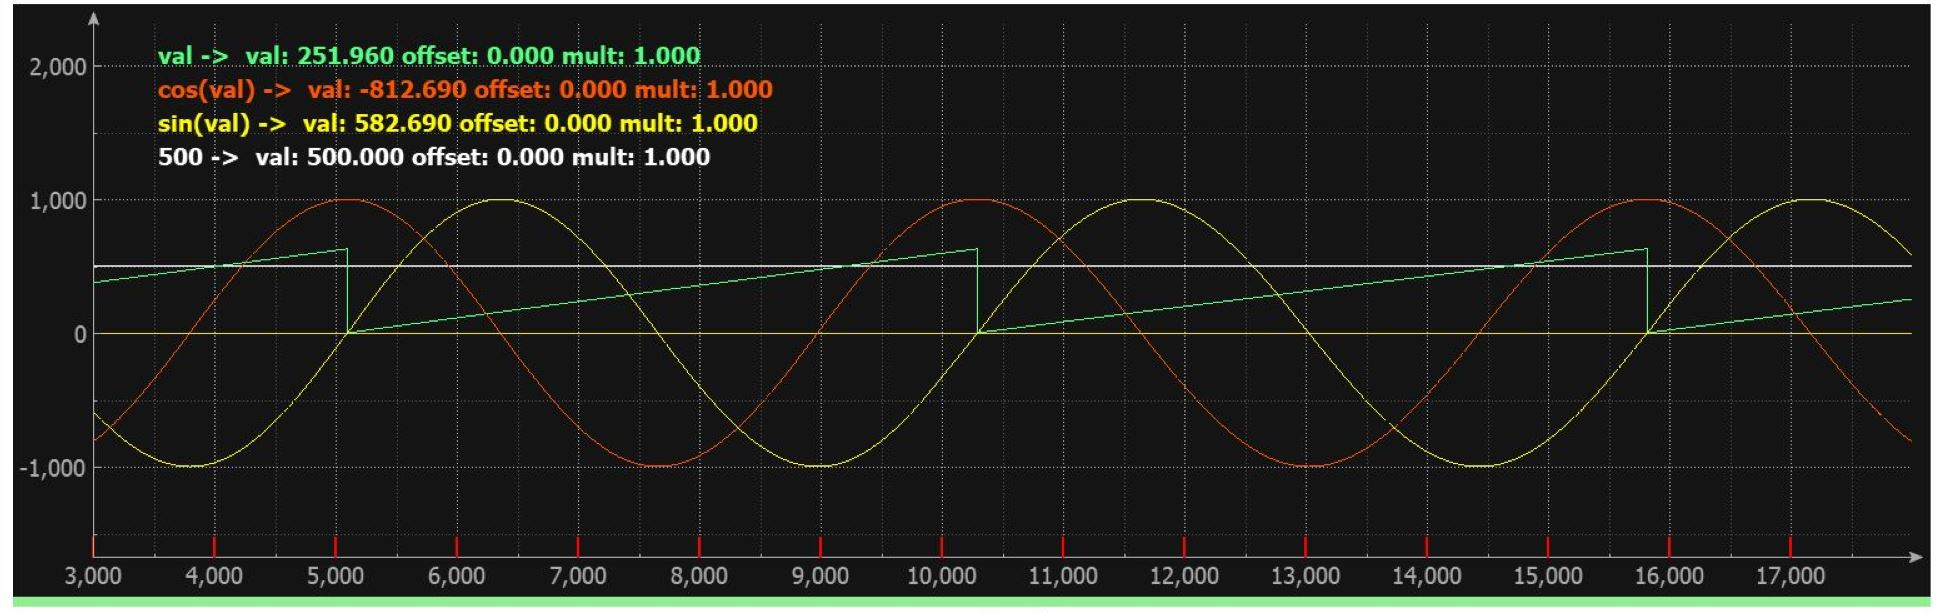 val -> val: 251.960 offset: 0.000 mult: 1.000
2,000
cos(val) -> val: -812.690 offset: 0.000 mult: 1.000
sin(val) -> val: 582.690 offset: 0.000 mult: 1.000
500 -> val: 500.000 offset: 0.000 mult: 1.000
1,000
0
-1,000
3,000 4,000 5,000 6,000 7,000 8,000 9,000 10,000 11,000 12,000 13,000 14,000 15,000 16,000 17,000